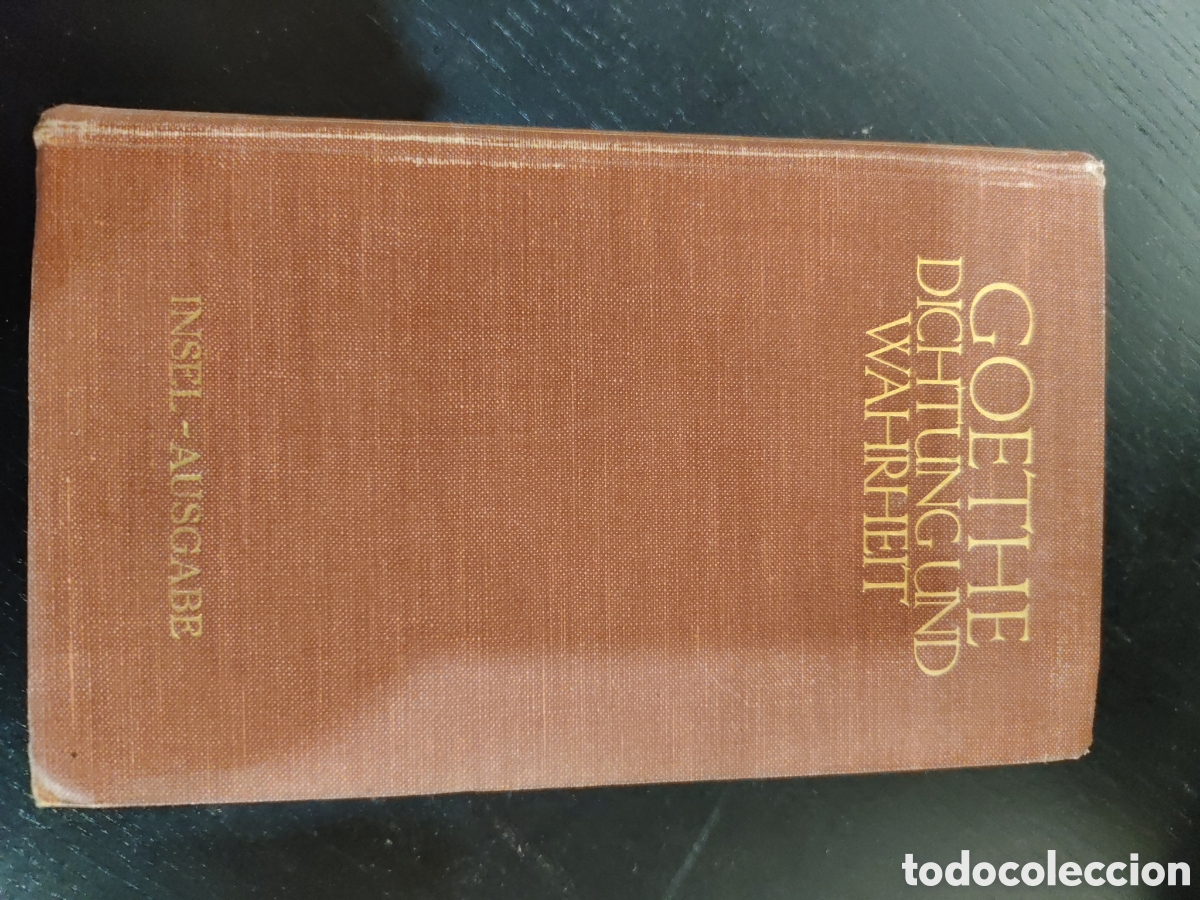 GOETHE
DICHTUNG UND
WAHRHEIT
INSEL~AUSGABE
todocoleccion